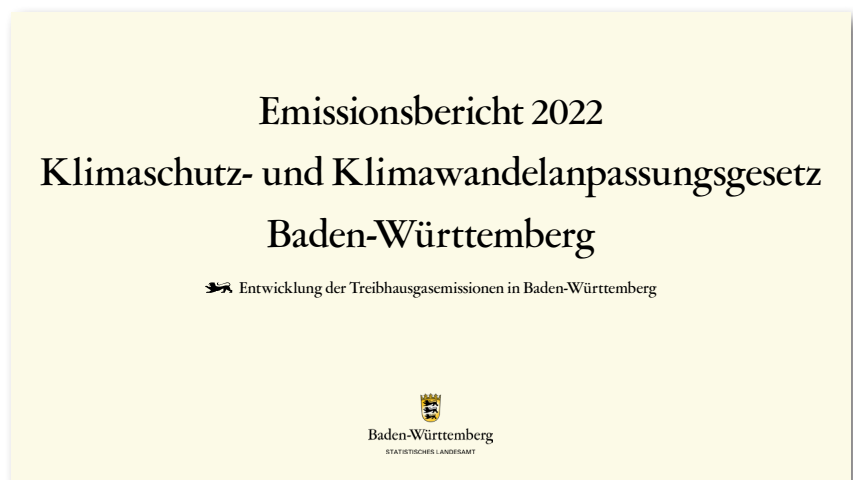 Emissionsbericht 2022
Klimaschutz- und Klimawandelanpassungsgesetz
Baden-Württemberg
Entwicklung der Treibhausgasemissionen in Baden-Württemberg
Baden-Württemberg
STATISTISCHES LANDESAMT